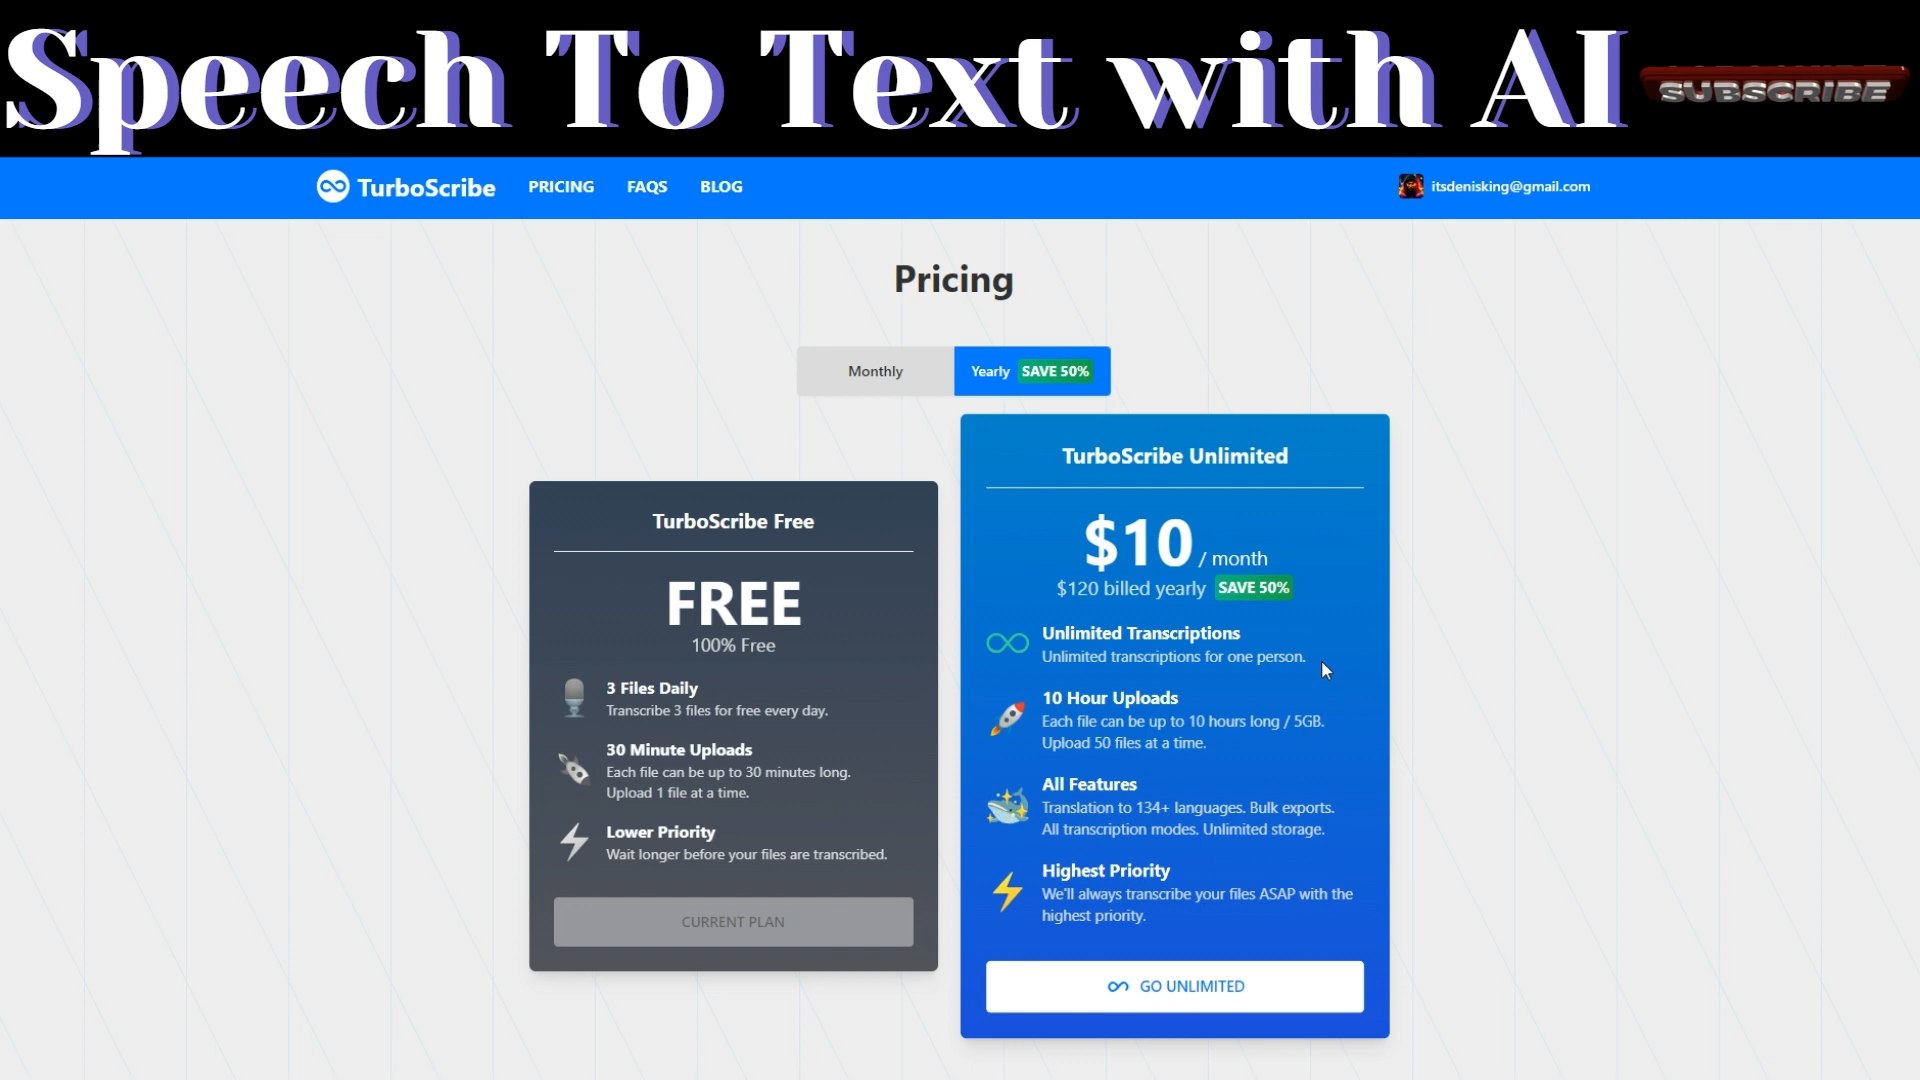 Speech To Text with AI
SUBSCRIBE
TurboScribe PRICING FAQS BLOG itsdenisking@gmail.com
Pricing
Monthly Yearly SAVE 50%
TurboScribe Free
FREE
100% Free
3 Files Daily
Transcribe 3 files for free every day.
30 Minute Uploads
Each file can be up to 30 minutes long.
Upload 1 file at a time.
Lower Priority
Wait longer before your files are transcribed.
CURRENT PLAN
TurboScribe Unlimited
$10 / month
$120 billed yearly SAVE 50%
Unlimited Transcriptions
Unlimited transcriptions for one person.
10 Hour Uploads
Each file can be up to 10 hours long / 5GB.
Upload 50 files at a time.
All Features
Translation to 134+ languages. Bulk exports.
All transcription modes. Unlimited storage.
Highest Priority
We'll always transcribe your files ASAP with the
highest priority.
GO UNLIMITED